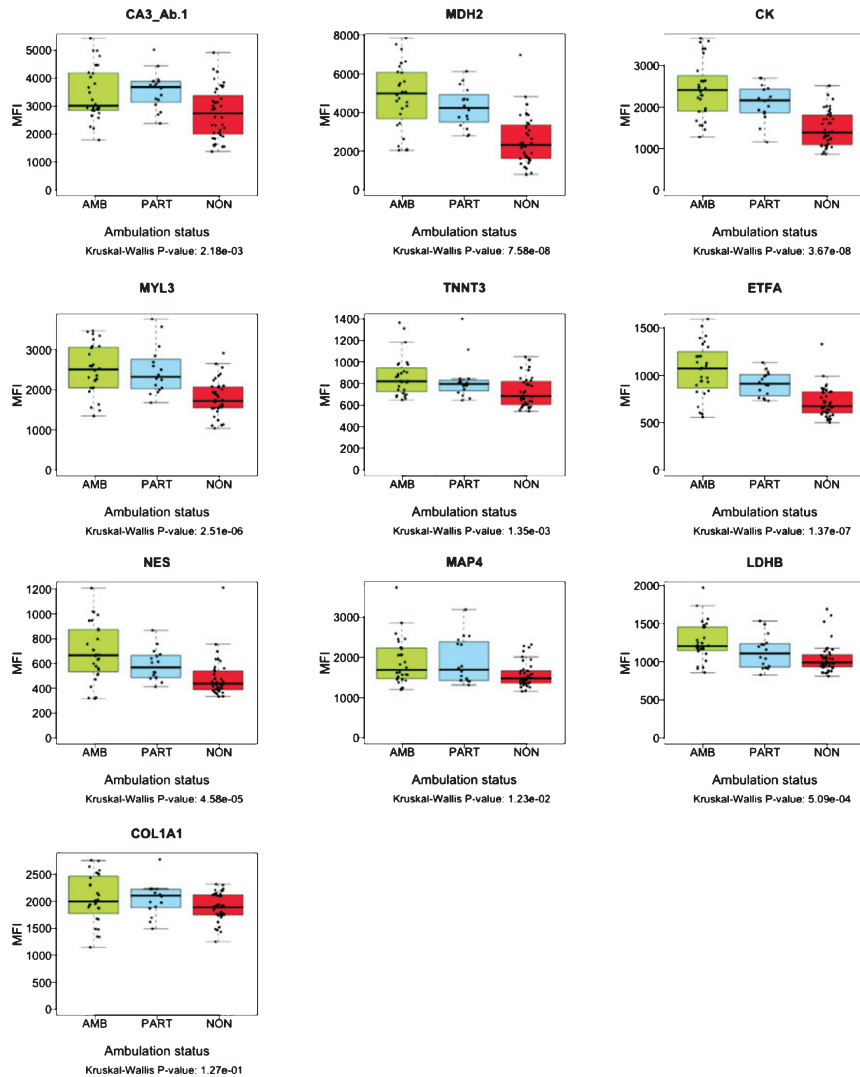 CA3_Ab.1
MDH2
CK
MFI
5000
4000
3000
2000
1000
0
AMB PART NON
Ambulation status
Kruskal-Wallis P-value: 2.18e-03
MFI
8000
6000
4000
2000
0
AMB PART NON
Ambulation status
Kruskal-Wallis P-value: 7.58e-08
MFI
3000
2000
1000
0
AMB PART NON
Ambulation status
Kruskal-Wallis P-value: 3.67e-08
MYL3
TNNT3
ETFA
MFI
3000
2000
1000
0
AMB PART NON
Ambulation status
Kruskal-Wallis P-value: 2.51e-06
MFI
1400
1200
1000
800
600
400
200
0
AMB PART NON
Ambulation status
Kruskal-Wallis P-value: 1.35e-03
MFI
1500
1000
500
0
AMB PART NON
Ambulation status
Kruskal-Wallis P-value: 1.37e-07
NES
MAP4
LDHB
MFI
1200
1000
800
600
400
200
0
AMB PART NON
Ambulation status
Kruskal-Wallis P-value: 4.58e-05
MFI
3000
2000
1000
0
AMB PART NON
Ambulation status
Kruskal-Wallis P-value: 1.23e-02
MFI
2000
1500
1000
500
0
AMB PART NON
Ambulation status
Kruskal-Wallis P-value: 5.09e-04
COL1A1
MFI
2500
2000
1500
1000
500
0
AMB PART NON
Ambulation status
Kruskal-Wallis P-value: 1.27e-01